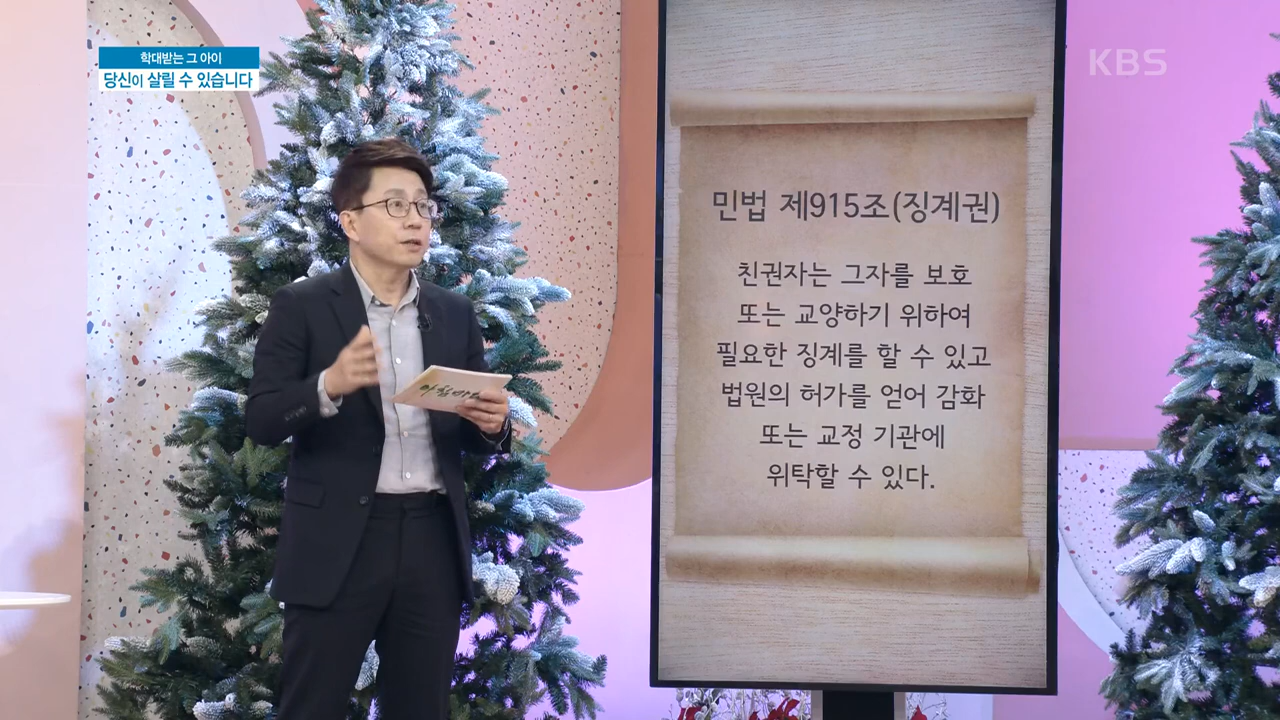 학대받는 그 아이
당신이 살릴 수 있습니다
KBS
민법 제915조(징계권)
친권자는 그자를 보호
또는 교양하기 위하여
필요한 징계를 할 수 있고
법원의 허가를 얻어 감화
또는 교정 기관에
위탁할 수 있다.
아침마당